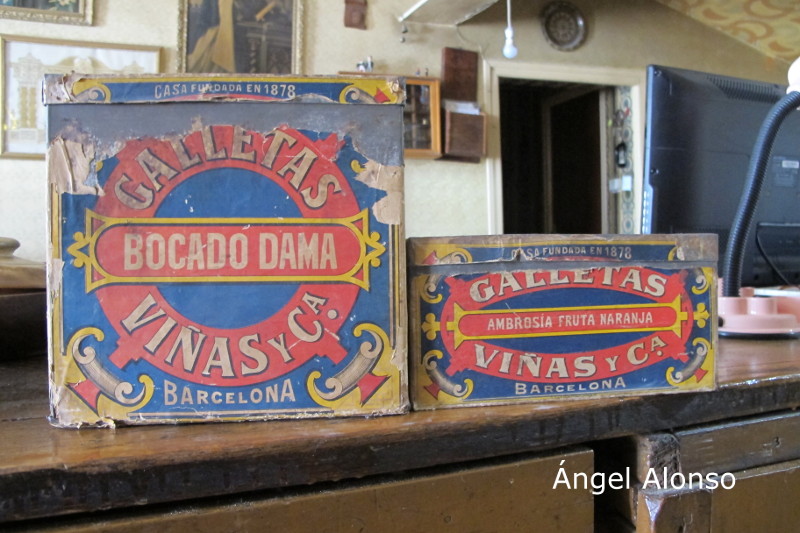 CASA FUNDADA EN 1878
GALLETAS
BOCADO DAMA
VIÑAS Y Cª
BARCELONA
CASA FUNDADA EN 1878
GALLETAS
AMBROSÍA FRUTA NARANJA
VIÑAS Y Cª
BARCELONA
Ángel Alonso